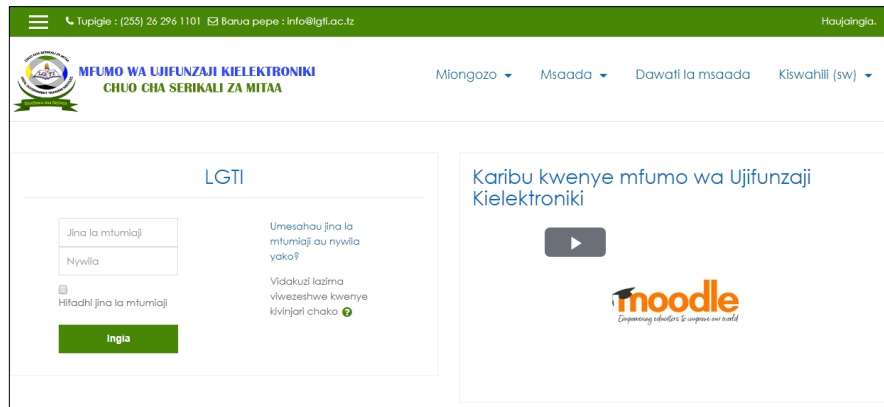 Tupigie : (255) 26 296 1101 Barua pepe : info@lgti.ac.tz
Haujaingia.
LGTI
MFUMO WA UJIFUNZAJI KIELEKTRONIKI
CHUO CHA SERIKALI ZA MITAA
Miongozo
Msaada
Dawati la msaada
Kiswahili (sw)
LGTI
Jina la mtumiaji
Nywila
Hifadhi jina la mtumiaji
Ingia
Umesahau jina la
mtumiaji au nywila
yako?
Vidakuzi lazima
viwezeshwe kwenye
kivinjari chako
Karibu kwenye mfumo wa Ujifunzaji
Kielektroniki
moodle
Empowering educators to improve our world